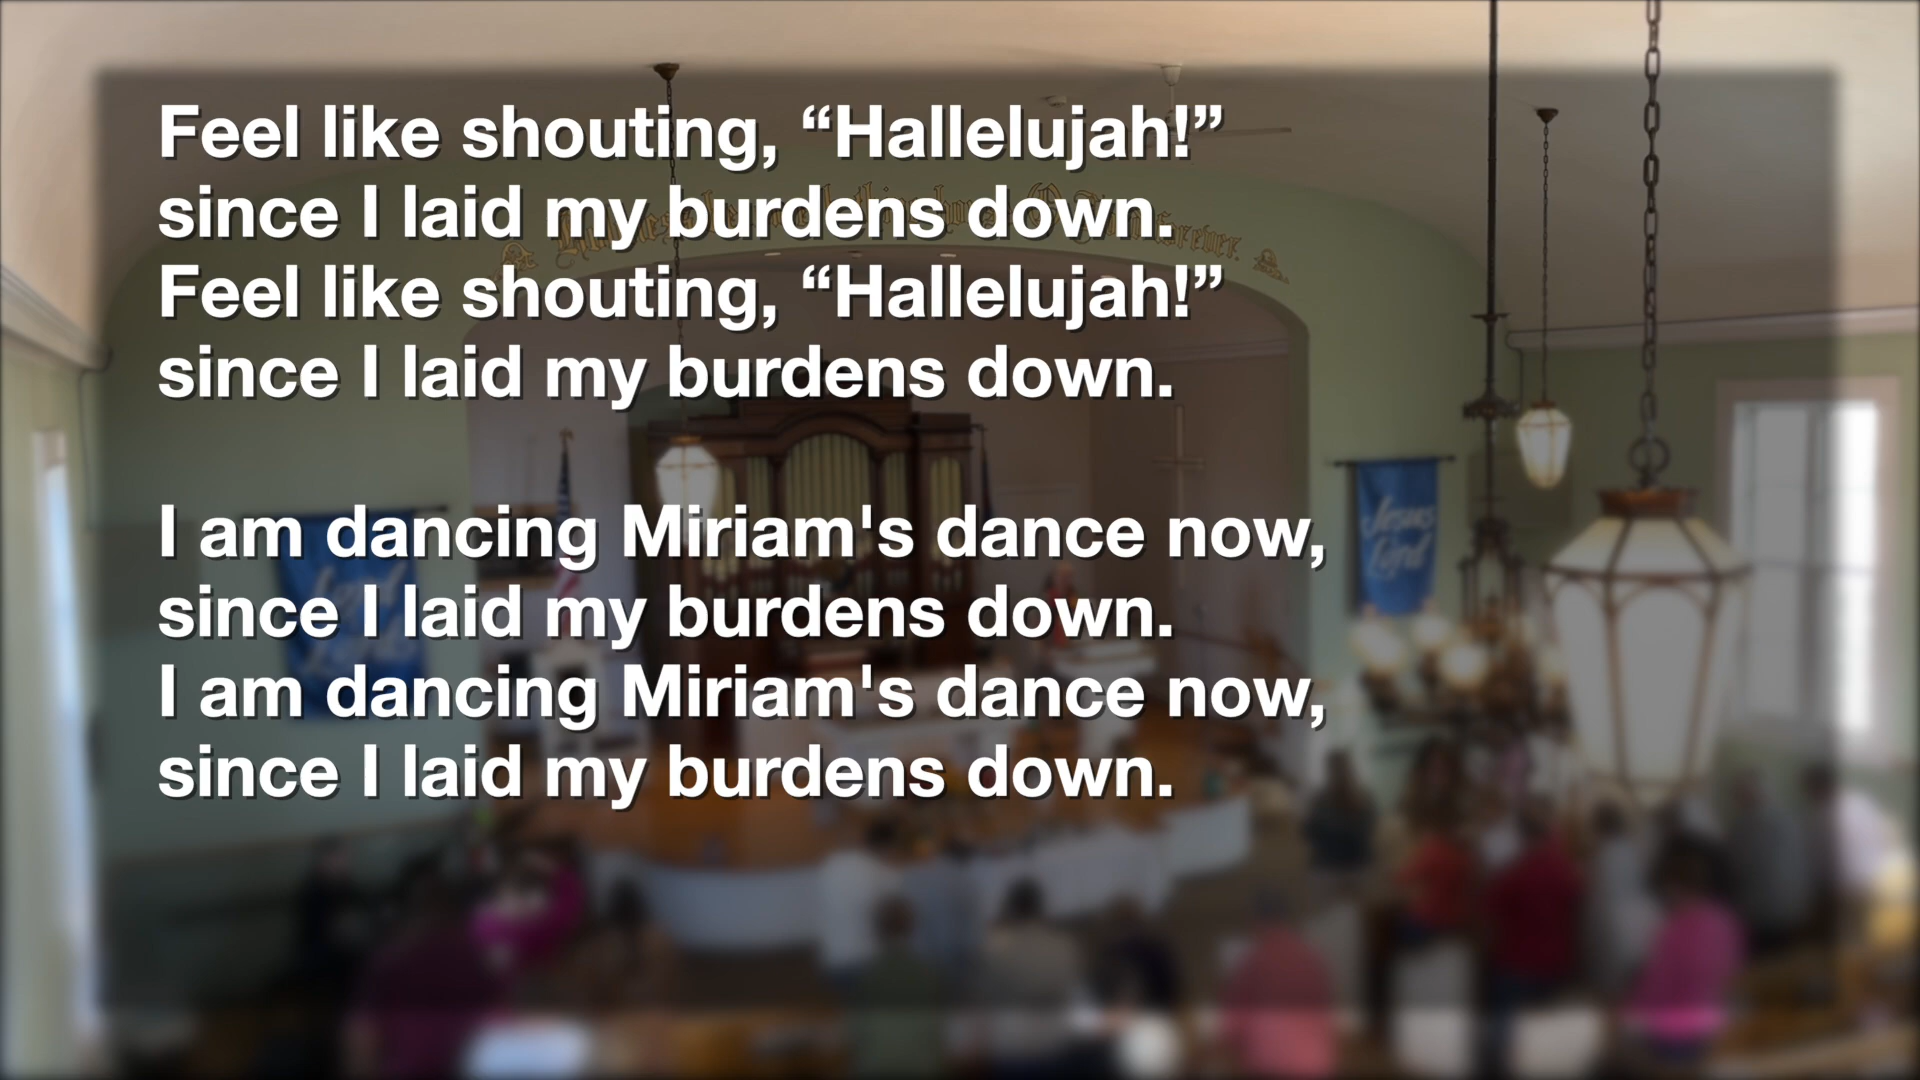 Feel like shouting, “Hallelujah!”
since I laid my burdens down.
Feel like shouting, “Hallelujah!”
since I laid my burdens down.
I am dancing Miriam's dance now,
since I laid my burdens down.
I am dancing Miriam's dance now,
since I laid my burdens down.
Jesus
Lord